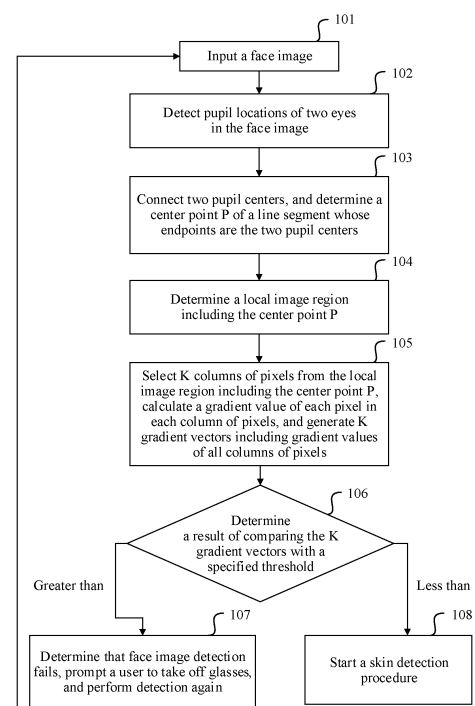 101
Input a face image
102
Detect pupil locations of two eyes
in the face image
103
Connect two pupil centers, and determine a
center point P of a line segment whose
endpoints are the two pupil centers
104
Determine a local image region
including the center point P
105
Select K columns of pixels from the local
image region including the center point P,
calculate a gradient value of each pixel in
each column of pixels, and generate K
gradient vectors including gradient values
of all columns of pixels
106
Determine
a result of comparing the K
gradient vectors with a
specified threshold
Greater than
Less than
107
Determine that face image detection
fails, prompt a user to take off glasses,
and perform detection again
108
Start a skin detection
procedure